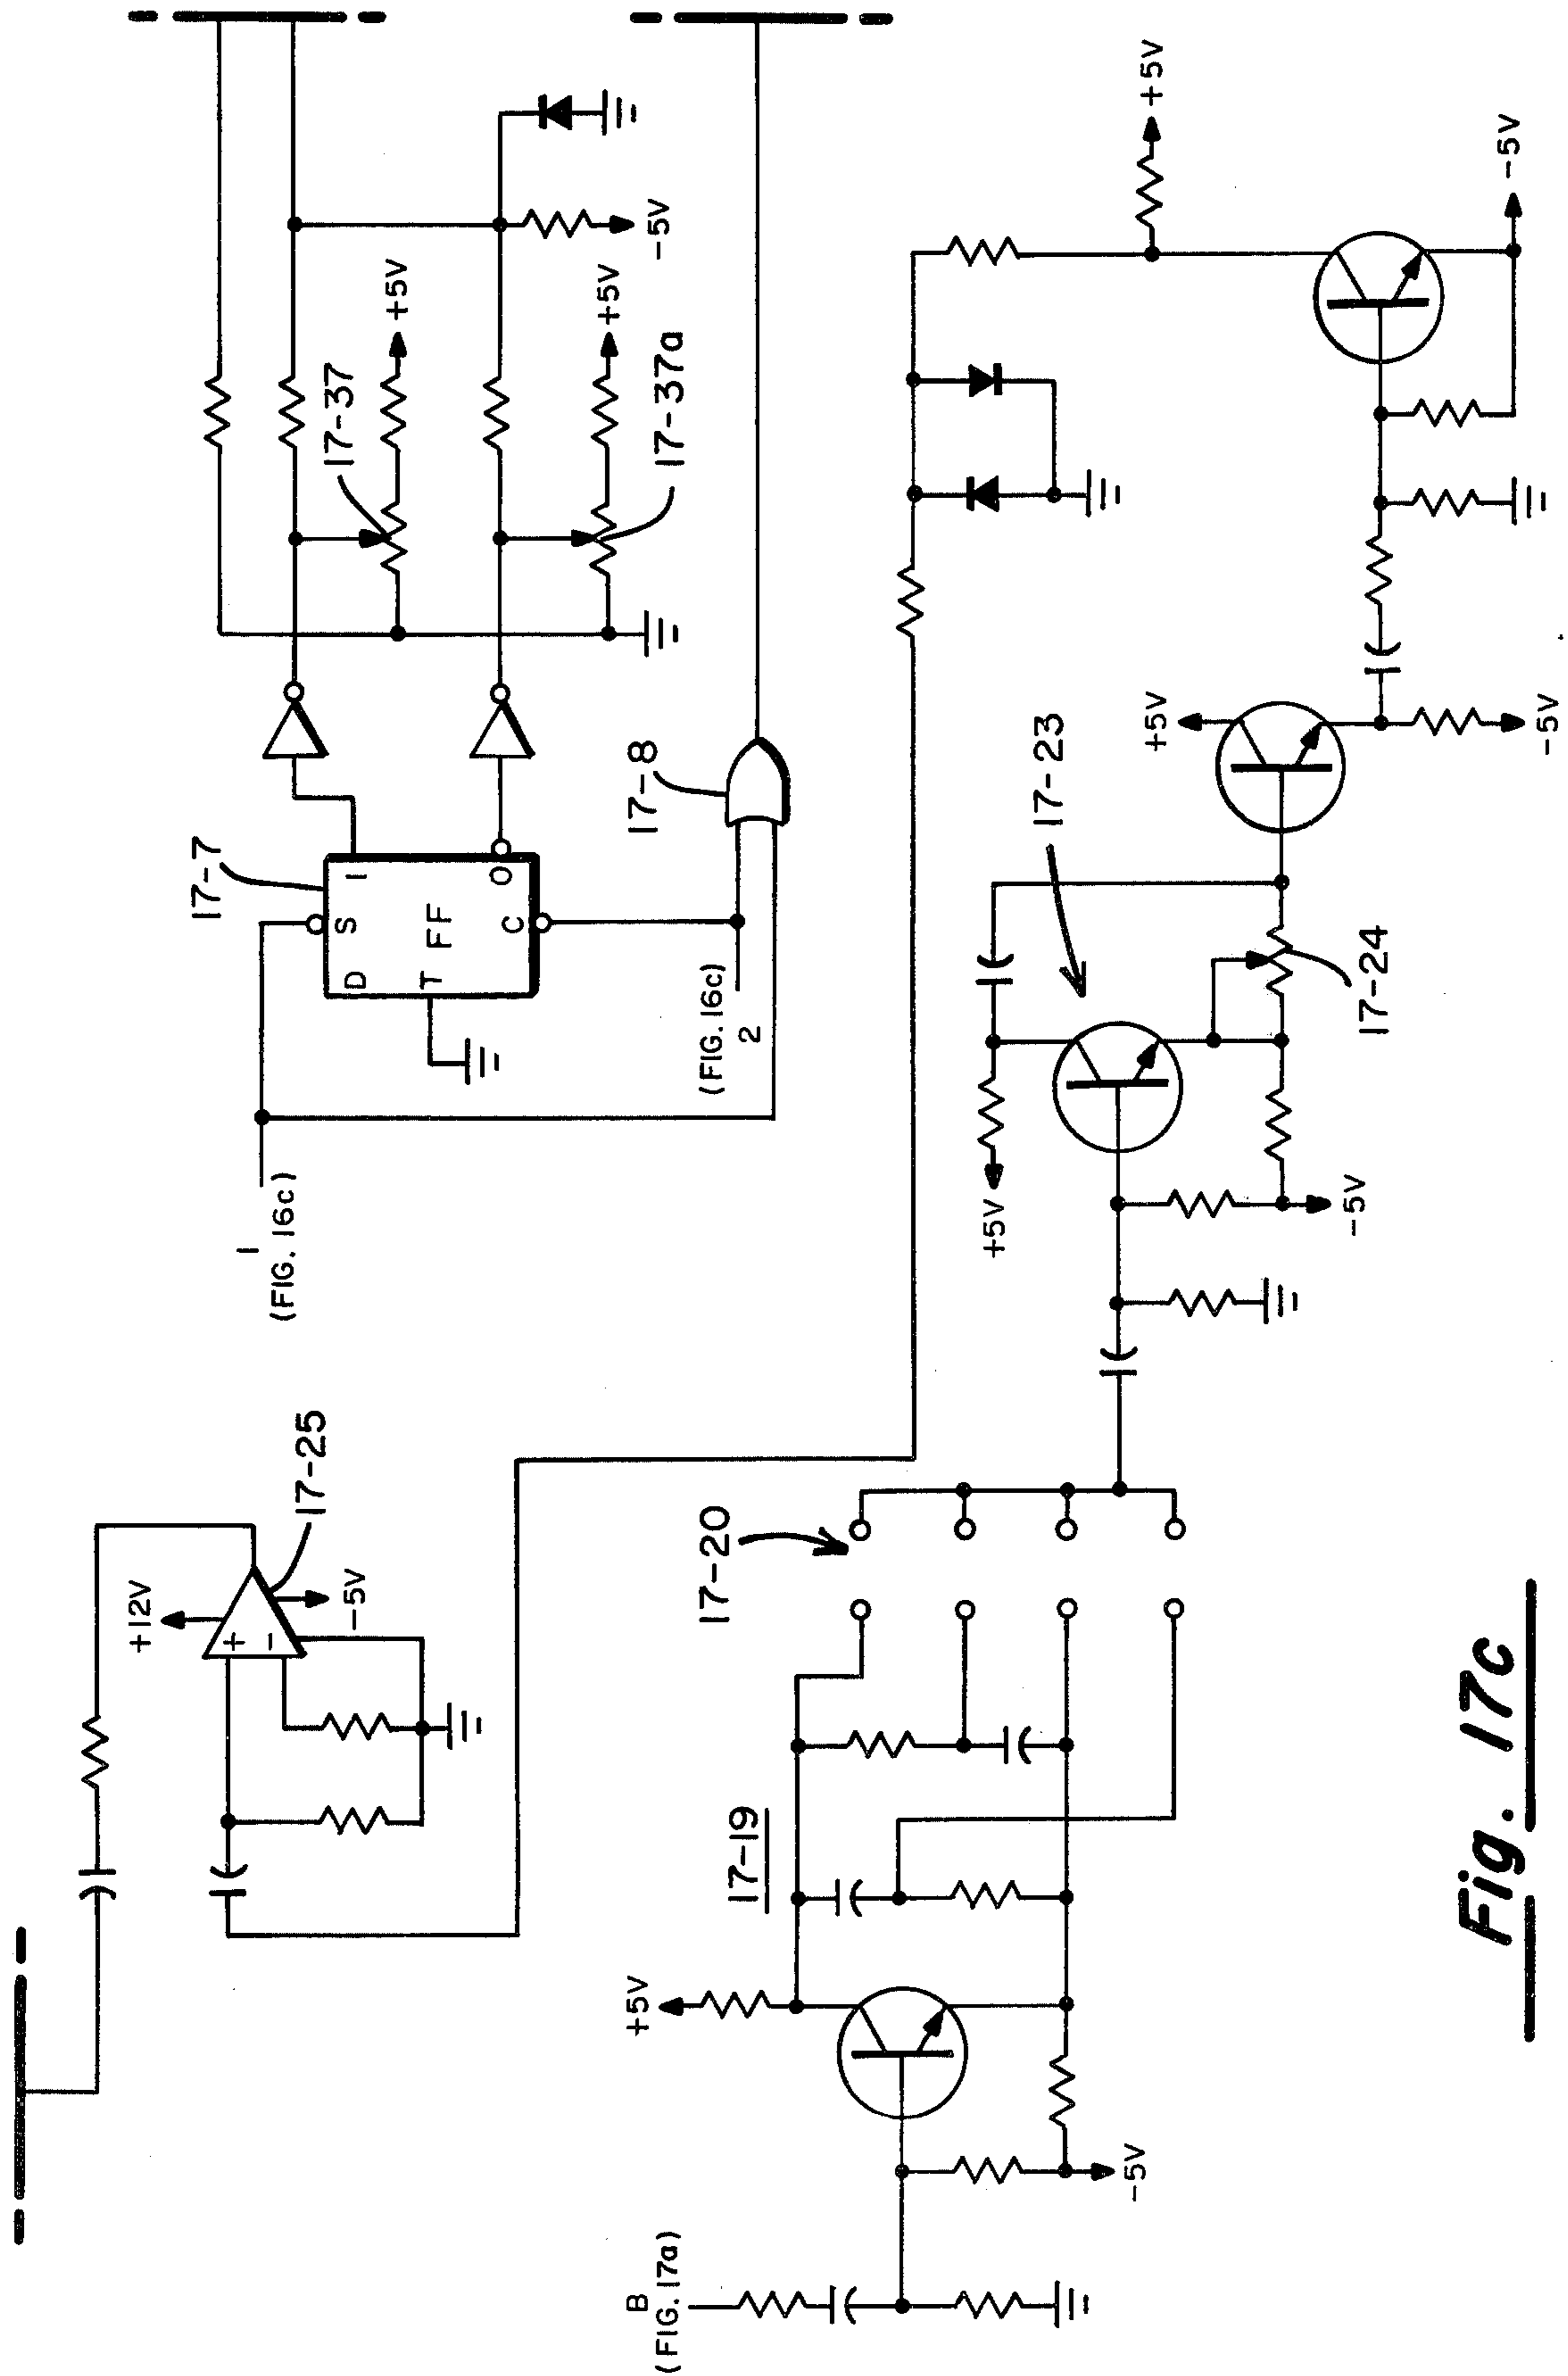 +5V
-5V
+5V
+5V
17-37
17-37a
17-7
S
D
1
FF
T
O
C
17-8
1
(FIG. 16c)
(FIG. 16c)
2
+5V
-5V
+5V
-5V
17-23
17-24
+5V
-5V
17-25
+12V
-5V
+
-
17-20
17-19
+5V
-5V
B
(FIG. 17a)
Fig. 17c